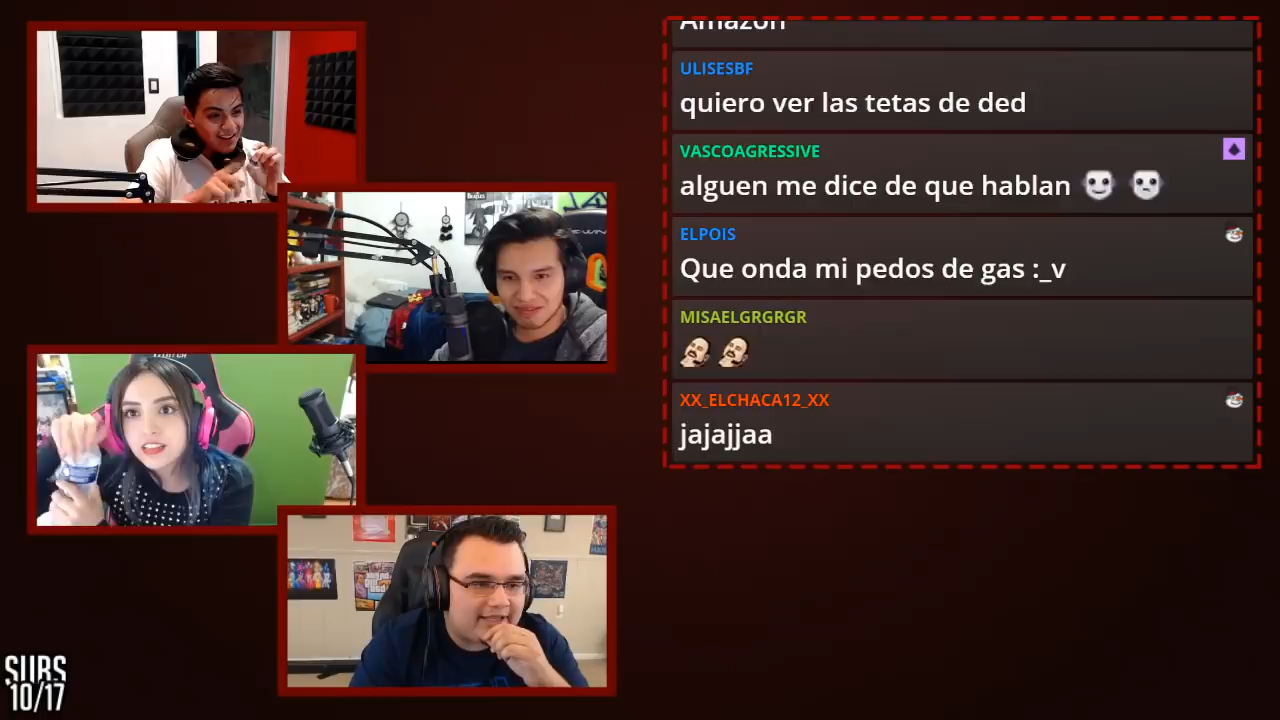 Amazon
ULISESBF
quiero ver las tetas de ded
VASCOAGRESSIVE
alguen me dice de que hablan
ELPOIS
Que onda mi pedos de gas :_v
MISAELGRGRGR
XX_ELCHACA12_XX
jajajjaa
SUBS
10/17